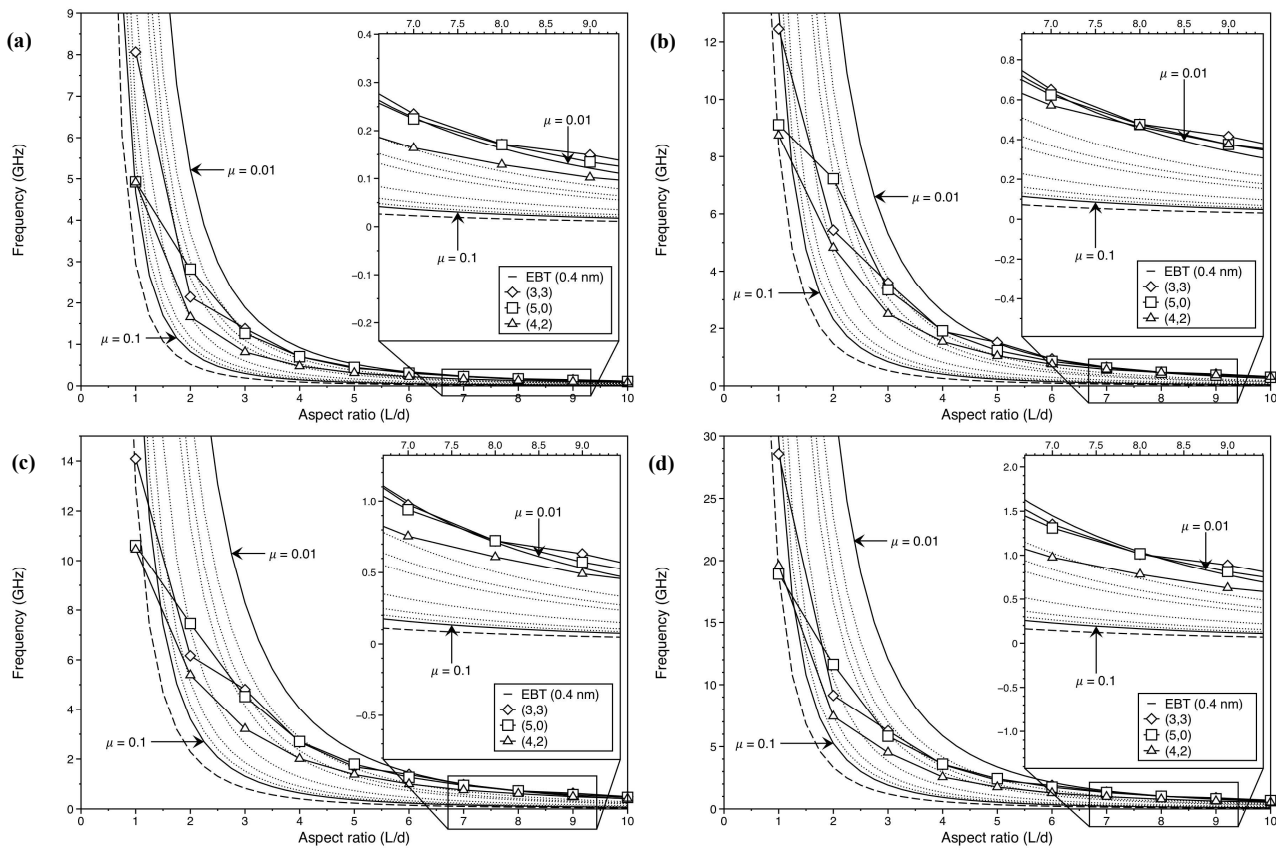 (a)
7.0 7.5 8.0 8.5 9.0
9
8
7
6
5
4
3
2
1
0
Frequency (GHz)
0.4
0.3
0.2
0.1
0
−0.1
−0.2
μ = 0.01
μ = 0.1
μ = 0.01
μ = 0.1
EBT (0.4 nm)
(3,3)
(5,0)
(4,2)
0 1 2 3 4 5 6 7 8 9 10
Aspect ratio (L/d)
(b)
7.0 7.5 8.0 8.5 9.0
12
10
8
6
4
2
0
Frequency (GHz)
0.8
0.6
0.4
0.2
0
−0.2
−0.4
μ = 0.01
μ = 0.1
μ = 0.01
μ = 0.1
EBT (0.4 nm)
(3,3)
(5,0)
(4,2)
0 1 2 3 4 5 6 7 8 9 10
Aspect ratio (L/d)
(c)
7.0 7.5 8.0 8.5 9.0
14
12
10
8
6
4
2
0
Frequency (GHz)
1.0
0.5
0
−0.5
μ = 0.01
μ = 0.1
μ = 0.01
μ = 0.1
EBT (0.4 nm)
(3,3)
(5,0)
(4,2)
0 1 2 3 4 5 6 7 8 9 10
Aspect ratio (L/d)
(d)
7.0 7.5 8.0 8.5 9.0
30
25
20
15
10
5
0
Frequency (GHz)
2.0
1.5
1.0
0.5
0
−0.5
−1.0
μ = 0.01
μ = 0.1
μ = 0.01
μ = 0.1
EBT (0.4 nm)
(3,3)
(5,0)
(4,2)
0 1 2 3 4 5 6 7 8 9 10
Aspect ratio (L/d)